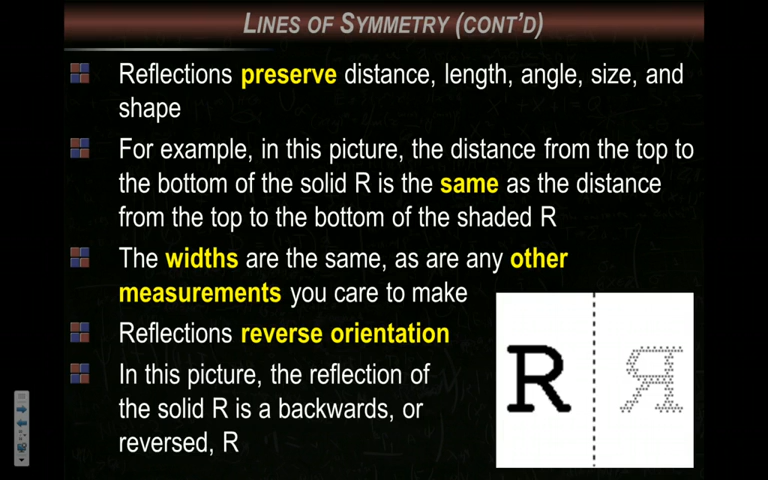 LINES OF SYMMETRY (CONT'D)
Reflections preserve distance, length, angle, size, and
shape
For example, in this picture, the distance from the top to
the bottom of the solid R is the same as the distance
from the top to the bottom of the shaded R
The widths are the same, as are any other
measurements you care to make
Reflections reverse orientation
In this picture, the reflection of
the solid R is a backwards, or
reversed, R
R